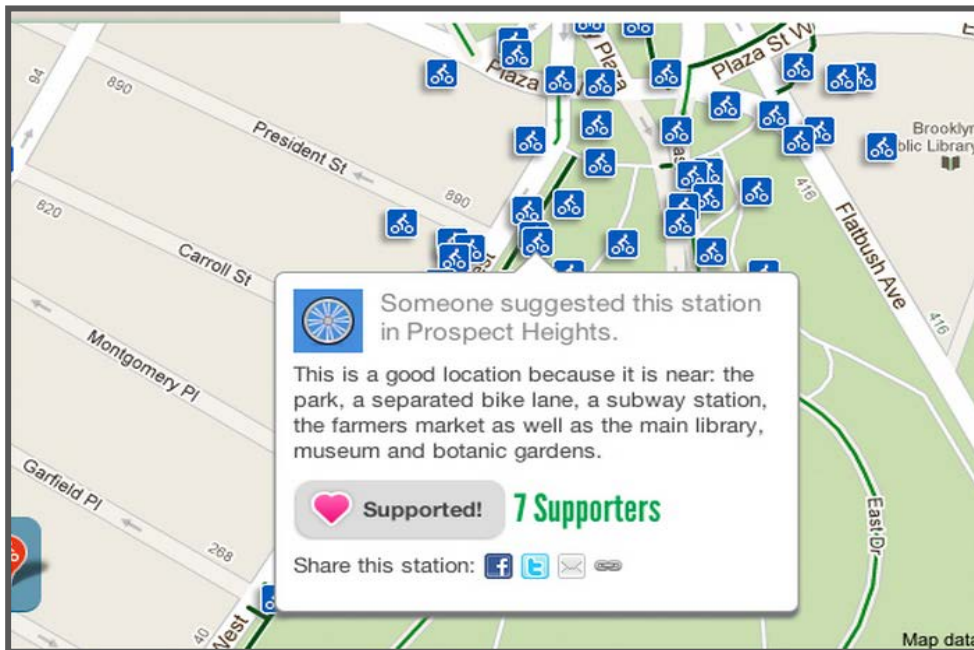 Plaza St W
Plaza
94
890
President St
890
820
Carroll St
Brooklyn
blic Library
416
Flatbush Ave
416
Montgomery Pl
Garfield Pl
268
40
West
East Dr
Someone suggested this station
in Prospect Heights.
This is a good location because it is near: the
park, a separated bike lane, a subway station,
the farmers market as well as the main library,
museum and botanic gardens.
Supported!
7 Supporters
Share this station:
Map data